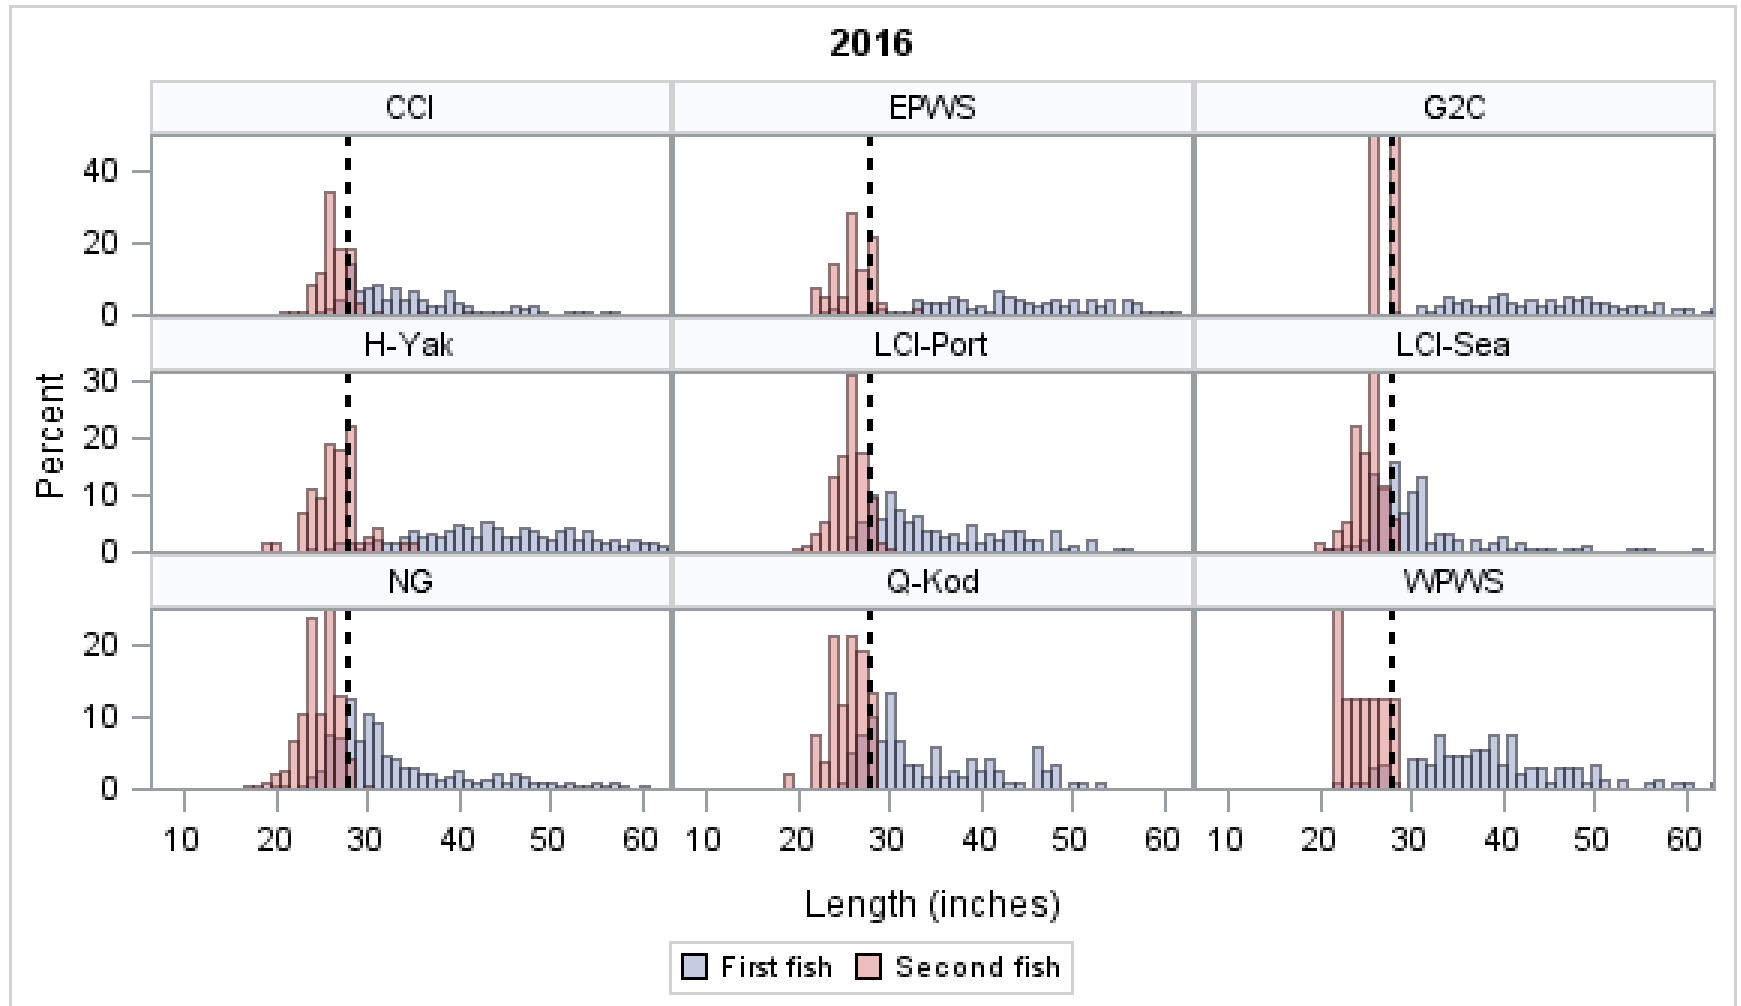 2016
CCI EPWS G2C
40
20
0
H-Yak LCI-Port LCI-Sea
30
20
10
0
NG Q-Kod WPWS
20
10
0
Percent
10 20 30 40 50 60 10 20 30 40 50 60 10 20 30 40 50 60
Length (inches)
First fish Second fish